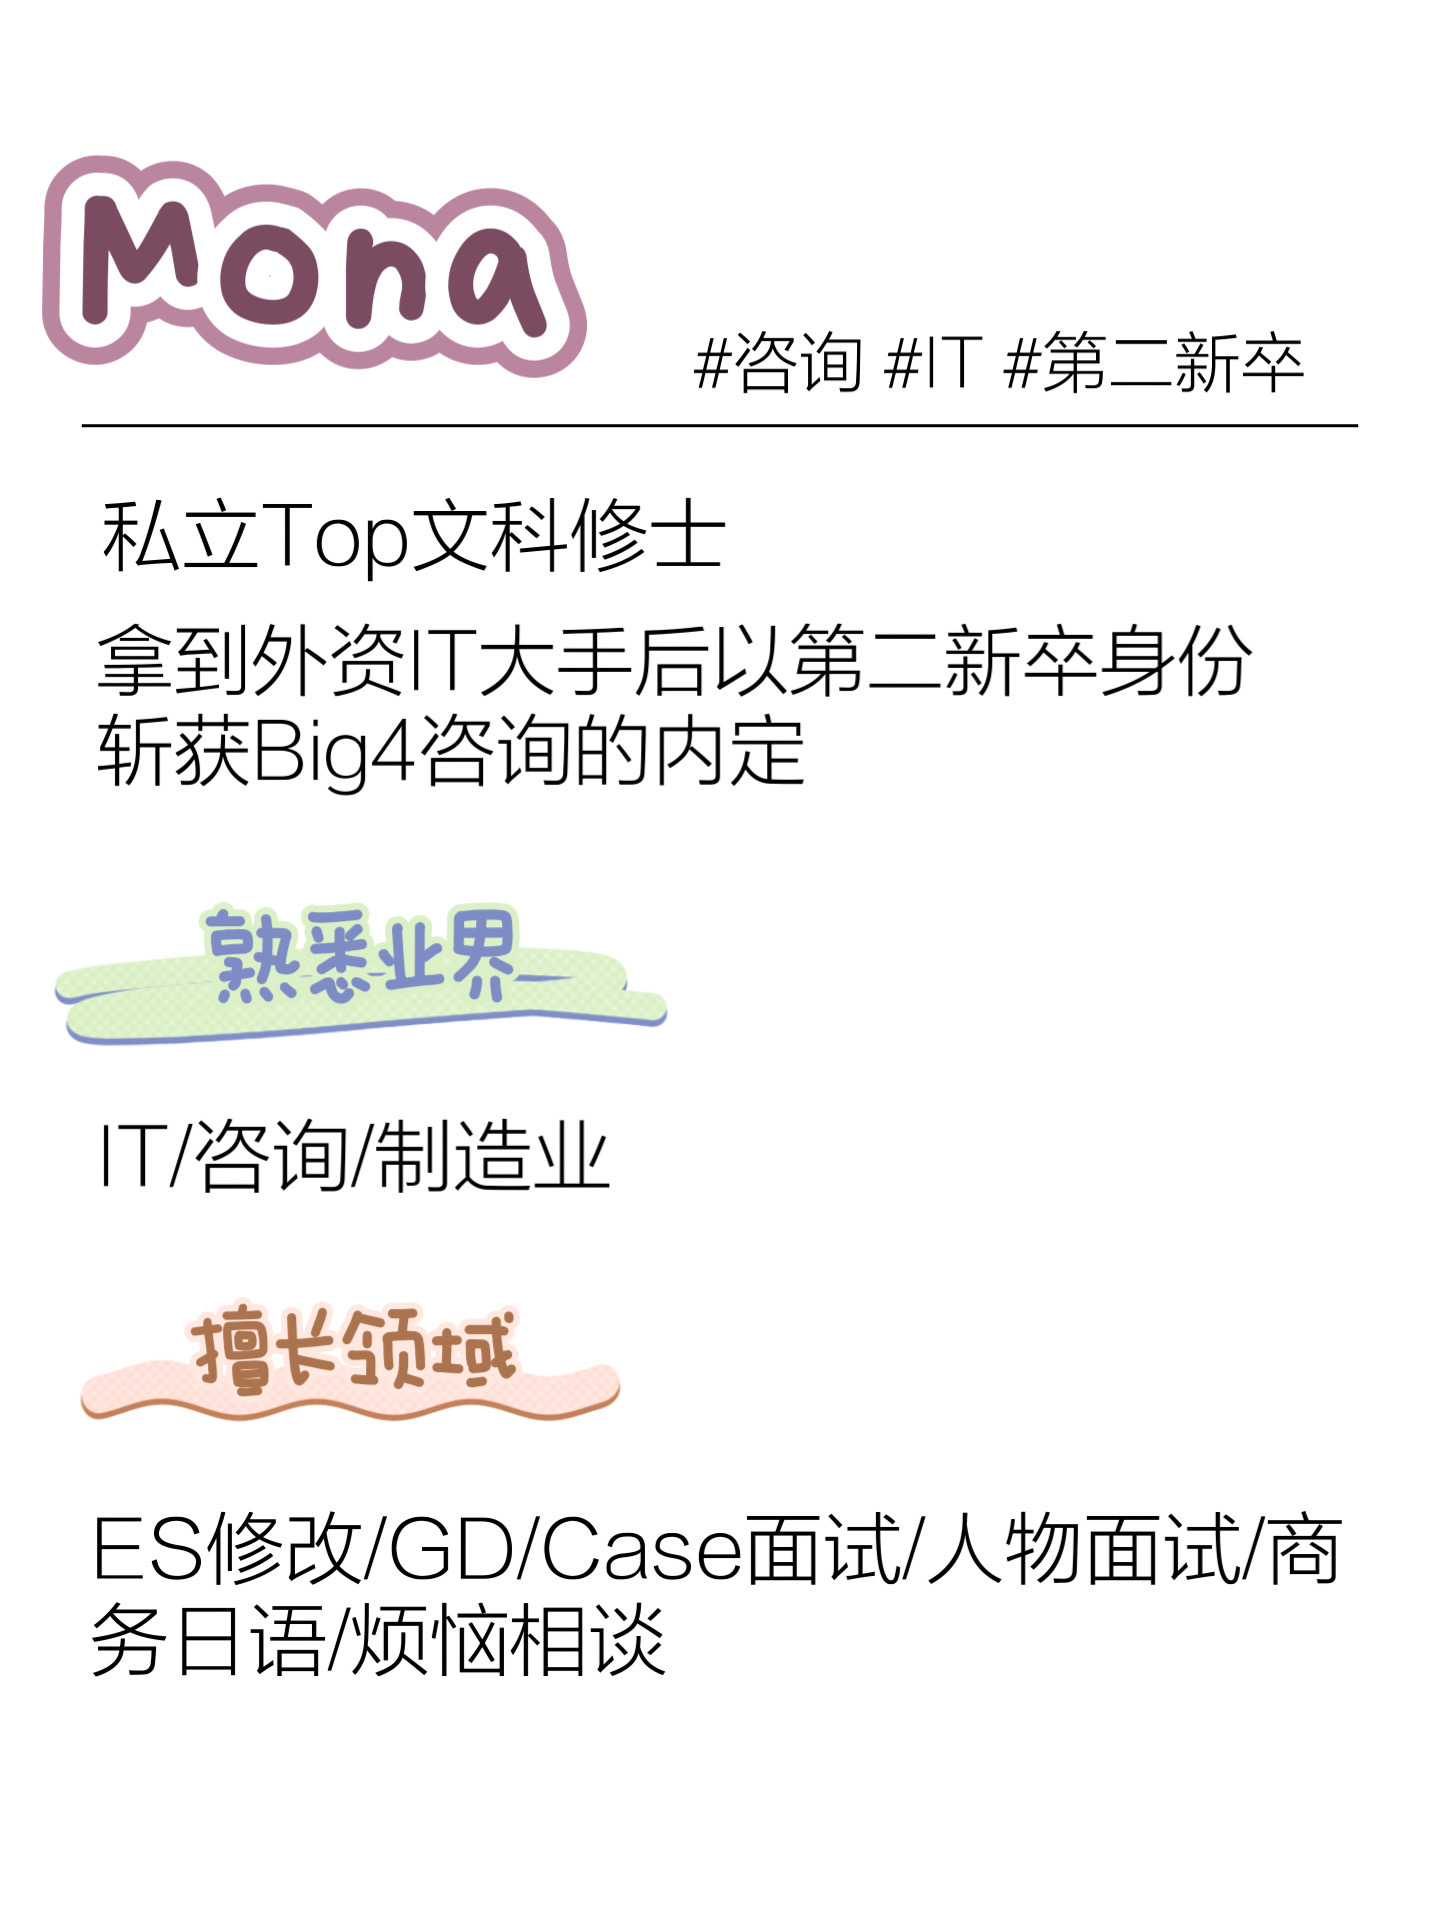 Mona
#咨询 #IT #第二新卒
私立Top文科修士
拿到外资IT大手后以第二新卒身份
斩获Big4咨询的内定
熟悉业界
IT/咨询/制造业
擅长领域
ES修改/GD/Case面试/人物面试/商
务日语/烦恼相谈